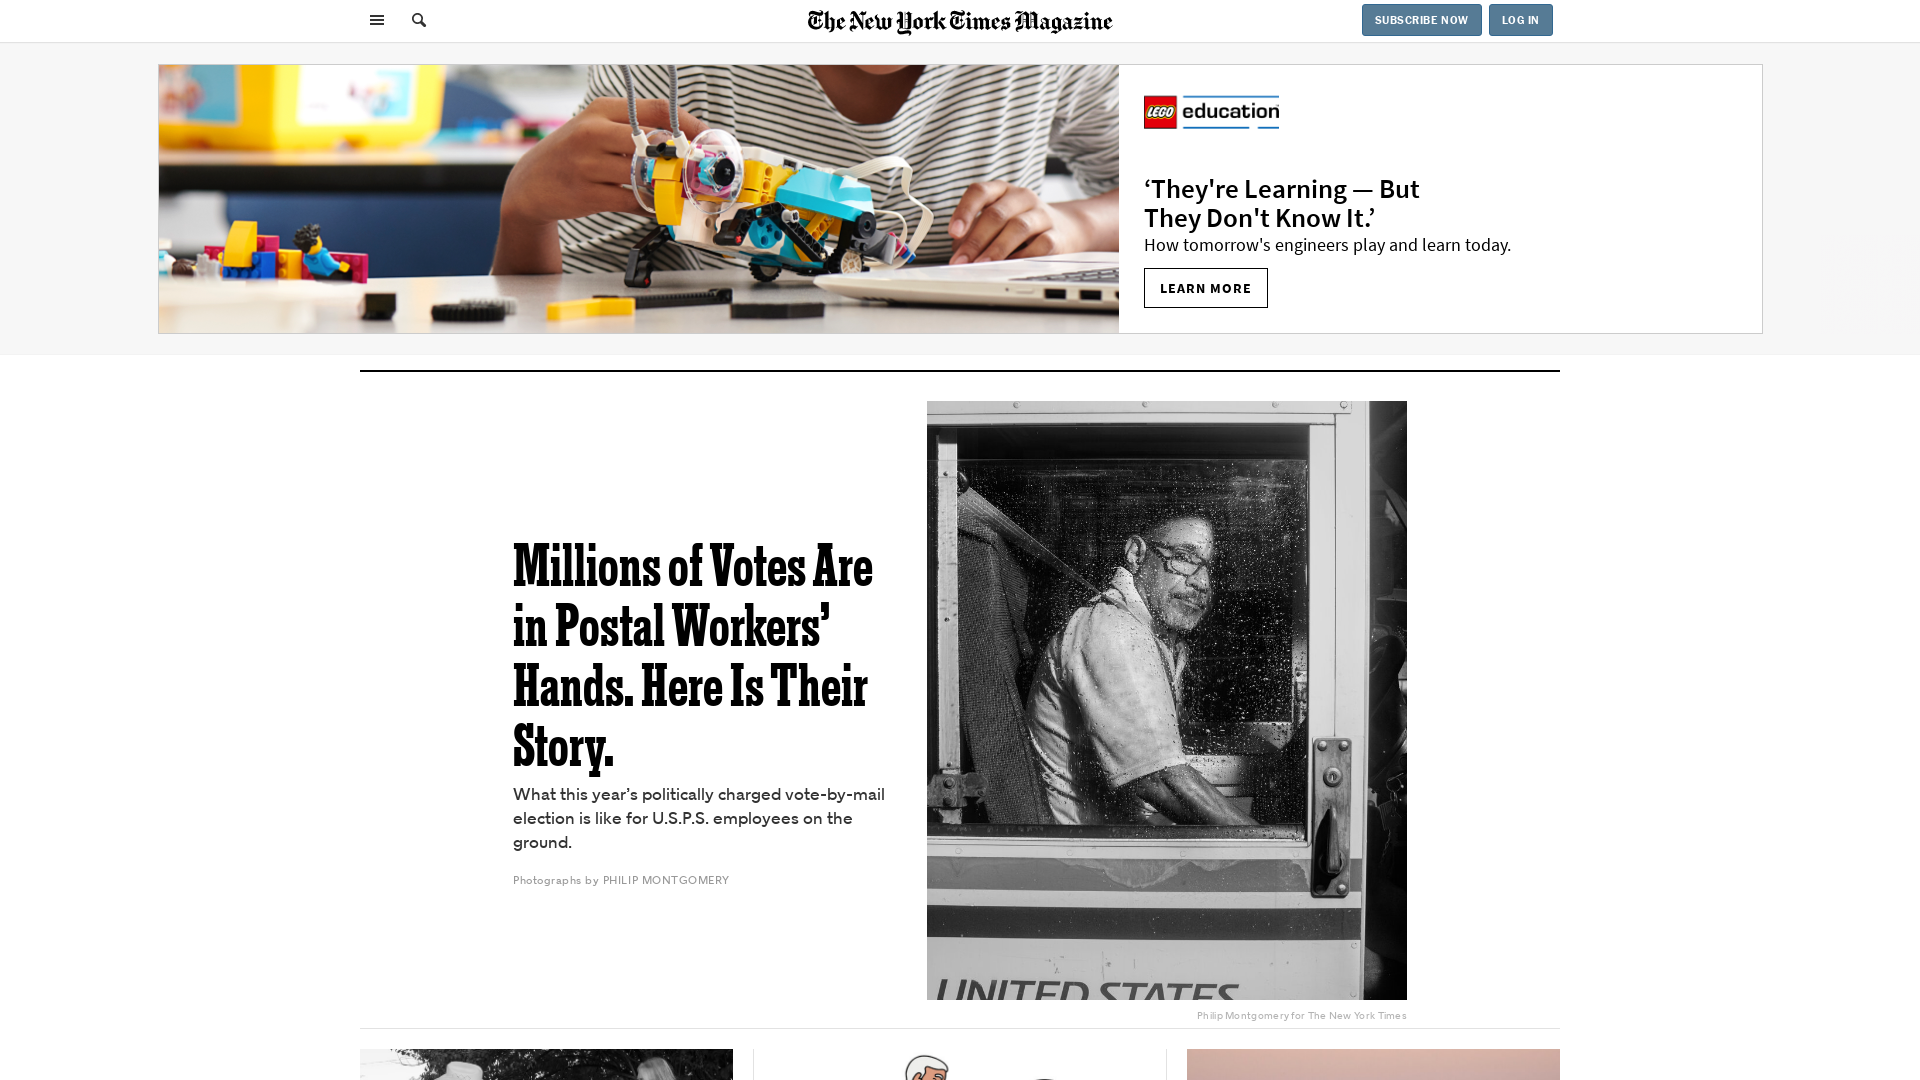 The New York Times Magazine
SUBSCRIBE NOW
LOG IN
LEGO education
‘They're Learning — But
They Don't Know It.’
How tomorrow's engineers play and learn today.
LEARN MORE
Millions of Votes Are
in Postal Workers’
Hands. Here Is Their
Story.
What this year’s politically charged vote-by-mail
election is like for U.S.P.S. employees on the
ground.
Photographs by PHILIP MONTGOMERY
UNITED STATES
Philip Montgomery for The New York Times